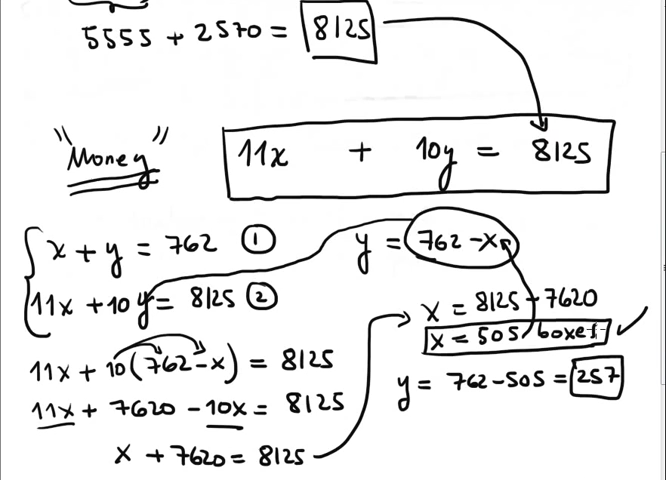 5555 + 2570 = 8125
"Money"
11x + 10y = 8125
x + y = 762 ①
y = 762 - x
11x + 10y = 8125 ②
x = 8125 - 7620
x = 505 boxes
11x + 10(762 - x) = 8125
y = 762 - 505 = 257
11x + 7620 - 10x = 8125
x + 7620 = 8125